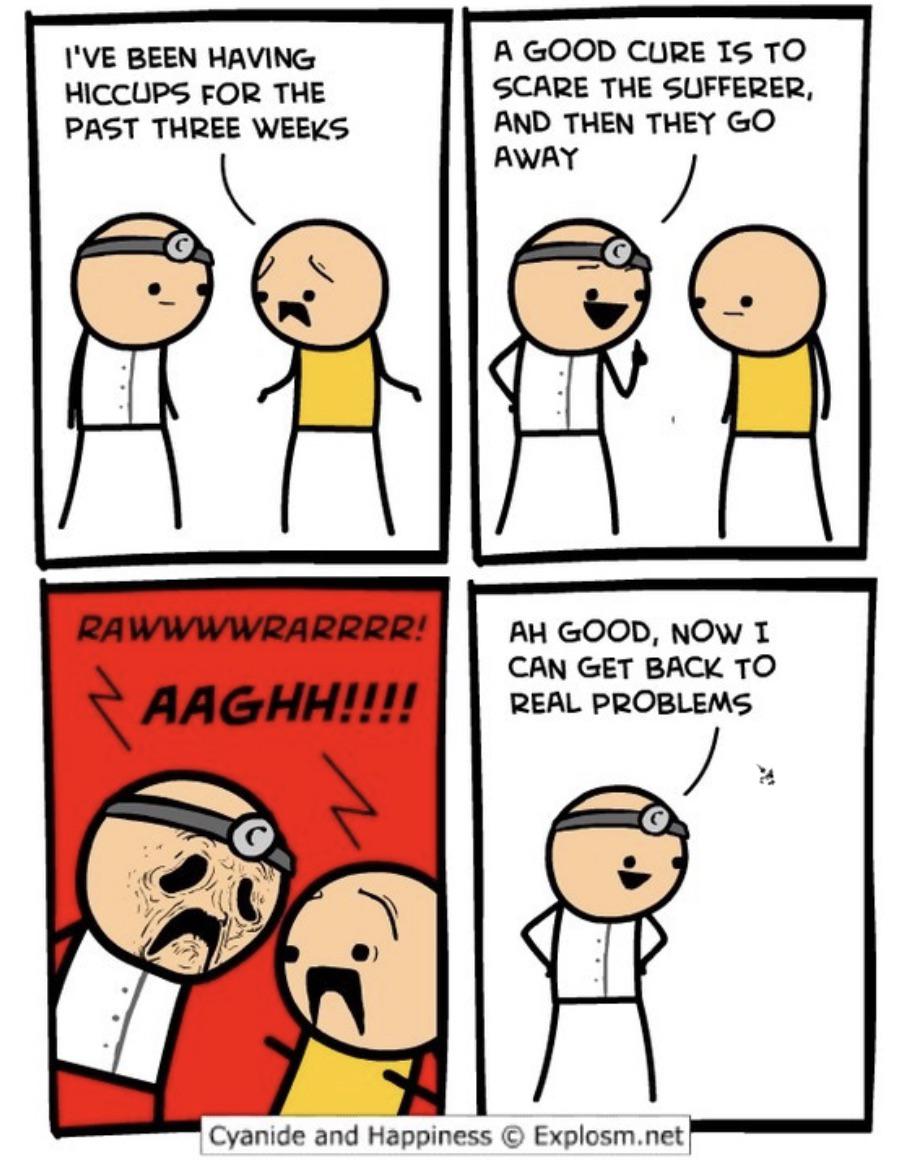 I'VE BEEN HAVING
HICCUPS FOR THE
PAST THREE WEEKS
A GOOD CURE IS TO
SCARE THE SUFFERER,
AND THEN THEY GO
AWAY
RAWWWWRARRRR!
AAGHH!!!!
AH GOOD, NOW I
CAN GET BACK TO
REAL PROBLEMS
Cyanide and Happiness © Explosm.net